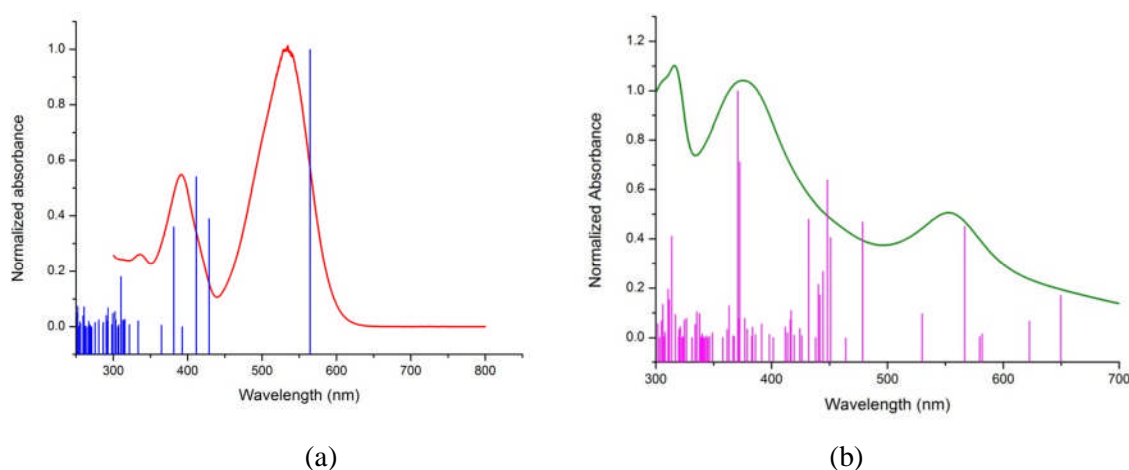 1.0
0.8
0.6
0.4
0.2
0.0
Normalized absorbance
300 400 500 600 700 800
Wavelength (nm)
(a)
1.2
1.0
0.8
0.6
0.4
0.2
0.0
Normalized Absorbance
300 400 500 600 700
Wavelength (nm)
(b)